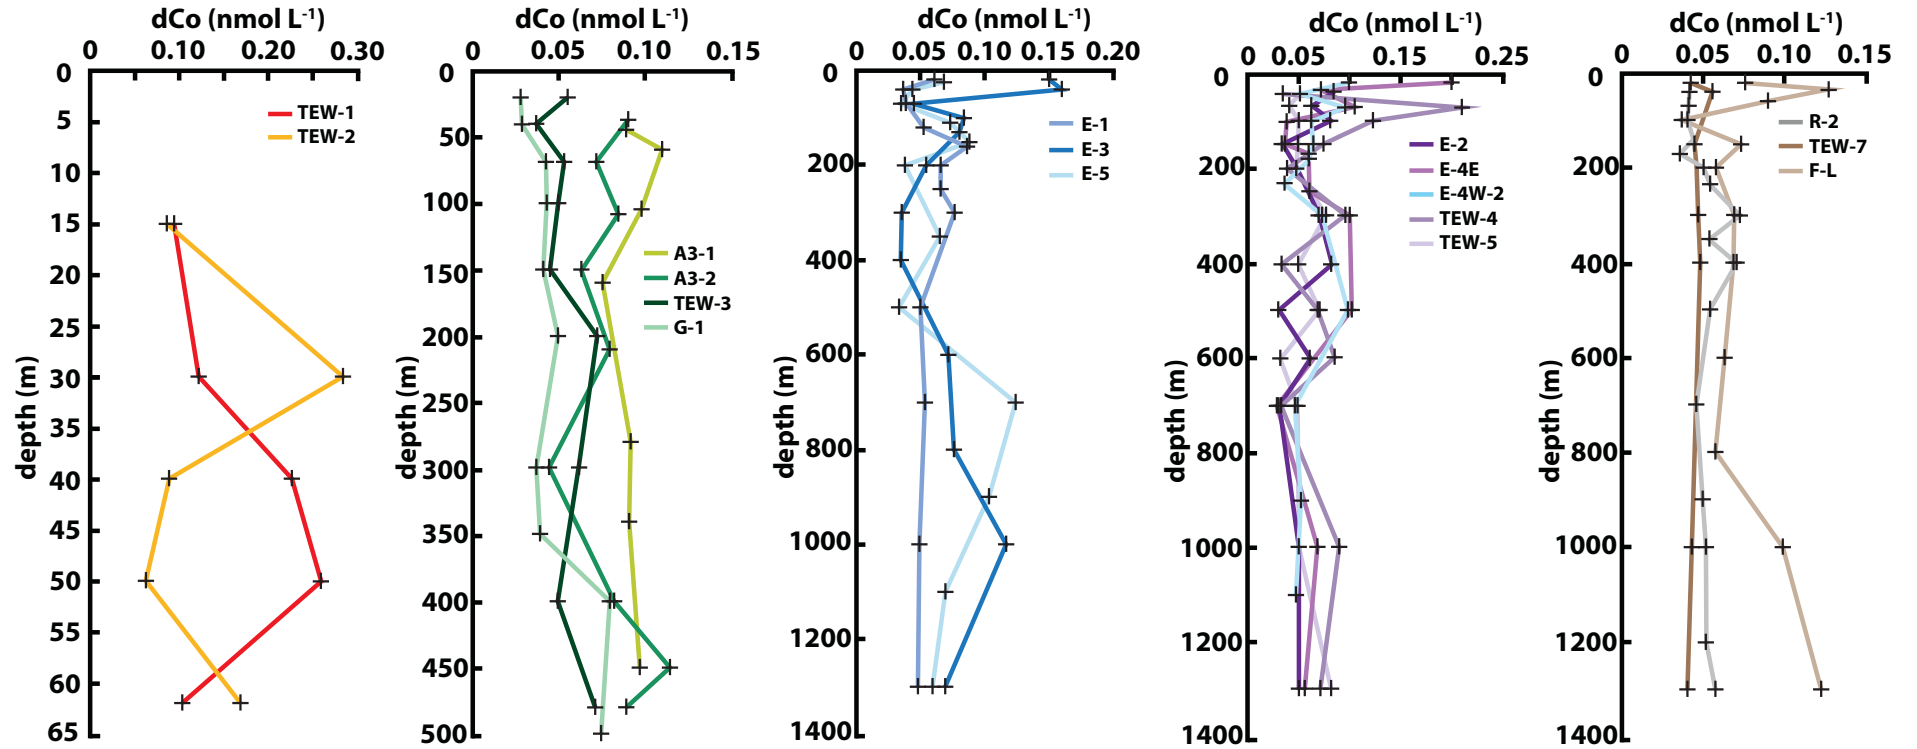 dCo (nmol L-1)
0 0.10 0.20 0.30
0
5
10
15
20
25
30
35
40
45
50
55
60
65
depth (m)
TEW-1
TEW-2
dCo (nmol L-1)
0 0.05 0.10 0.15
0
50
100
150
200
250
300
350
400
450
500
depth (m)
A3-1
A3-2
TEW-3
G-1
dCo (nmol L-1)
0 0.05 0.10 0.15 0.20
0
200
400
600
800
1000
1200
1400
depth (m)
E-1
E-3
E-5
dCo (nmol L-1)
0 0.05 0.15 0.25
0
200
400
600
800
1000
1200
1400
depth (m)
E-2
E-4E
E-4W-2
TEW-4
TEW-5
dCo (nmol L-1)
0 0.05 0.10 0.15
0
200
400
600
800
1000
1200
1400
depth (m)
R-2
TEW-7
F-L